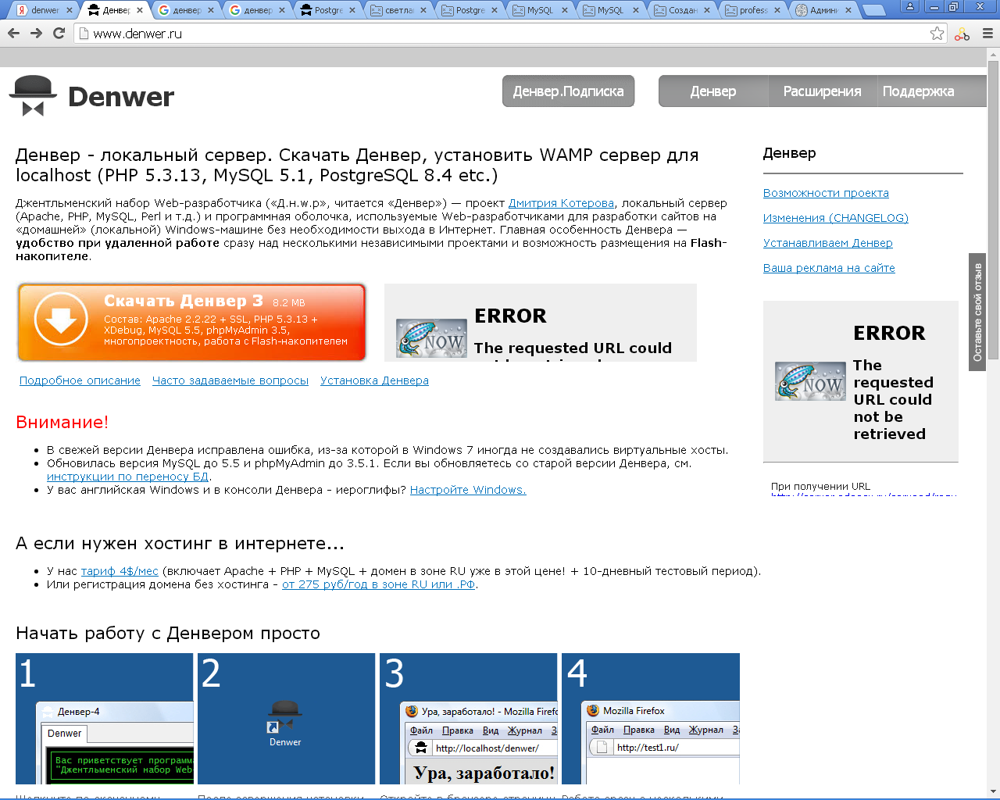 denwer
Денвер
денвер
денвер
Postgre
светла
Postgre
MySQL
MySQL
Создан
profess
Админ
www.denwer.ru
Denwer
Денвер.Подписка
Денвер
Расширения
Поддержка
Денвер - локальный сервер. Скачать Денвер, установить WAMP сервер для
localhost (PHP 5.3.13, MySQL 5.1, PostgreSQL 8.4 etc.)
Джентльменский набор Web-разработчика («Д.н.w.р», читается «Денвер») — проект Дмитрия Котерова, локальный сервер
(Apache, PHP, MySQL, Perl и т.д.) и программная оболочка, используемые Web-разработчиками для разработки сайтов на
«домашней» (локальной) Windows-машине без необходимости выхода в Интернет. Главная особенность Денвера —
удобство при удаленной работе сразу над несколькими независимыми проектами и возможность размещения на Flash-
накопителе.
Скачать Денвер 3 8.2 MB
Состав: Apache 2.2.22 + SSL, PHP 5.3.13 +
XDebug, MySQL 5.5, phpMyAdmin 3.5,
многопроектность, работа с Flash-накопителем
NOW
ERROR
The requested URL could
Подробное описание Часто задаваемые вопросы Установка Денвера
Внимание!
• В свежей версии Денвера исправлена ошибка, из-за которой в Windows 7 иногда не создавались виртуальные хосты.
• Обновилась версия MySQL до 5.5 и phpMyAdmin до 3.5.1. Если вы обновляетесь со старой версии Денвера, см.
инструкции по переносу БД.
• У вас английская Windows и в консоли Денвера - иероглифы? Настройте Windows.
А если нужен хостинг в интернете...
• У нас тариф 4$/мес (включает Apache + PHP + MySQL + домен в зоне RU уже в этой цене! + 10-дневный тестовый период).
• Или регистрация домена без хостинга - от 275 руб/год в зоне RU или .РФ.
Начать работу с Денвером просто
1
Денвер-4
Denwer
Вас приветствует программа
"Джентльменский набор Web-
2
Denwer
3
Ура, заработало! - Mozilla Firefo
Файл Правка Вид Журнал З
http://localhost/denwer/
Ура, заработало!
4
Mozilla Firefox
Файл Правка Вид Журнал За
http://test1.ru/
Денвер
Возможности проекта
Изменения (CHANGELOG)
Устанавливаем Денвер
Ваша реклама на сайте
NOW
ERROR
The
requested
URL could
not be
retrieved
При получении URL
Оставьте свой отзыв